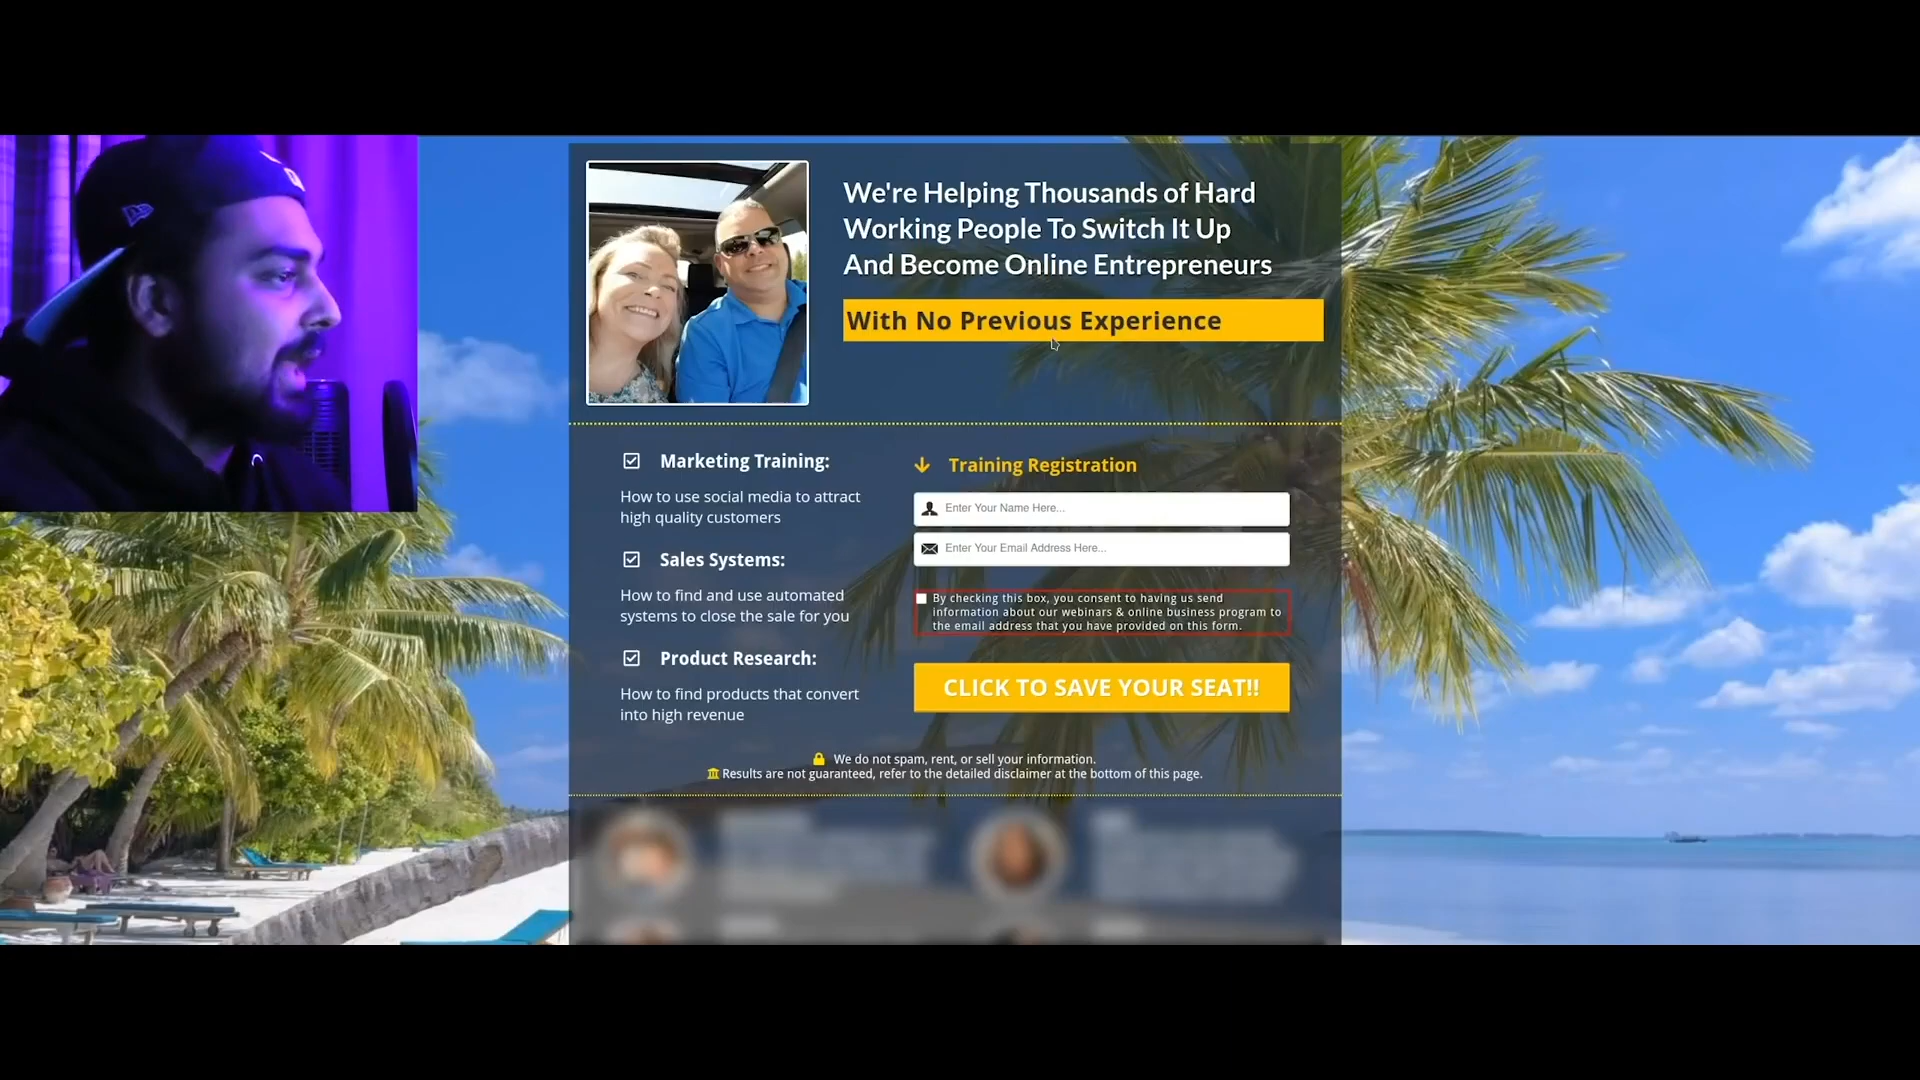 We're Helping Thousands of Hard
Working People To Switch It Up
And Become Online Entrepreneurs
With No Previous Experience
Marketing Training:
How to use social media to attract
high quality customers
Sales Systems:
How to find and use automated
systems to close the sale for you
Product Research:
How to find products that convert
into high revenue
Training Registration
Enter Your Name Here...
Enter Your Email Address Here...
By checking this box, you consent to having us send
information about our webinars & online business program to
the email address that you have provided on this form.
CLICK TO SAVE YOUR SEAT!!
We do not spam, rent, or sell your information.
Results are not guaranteed, refer to the detailed disclaimer at the bottom of this page.